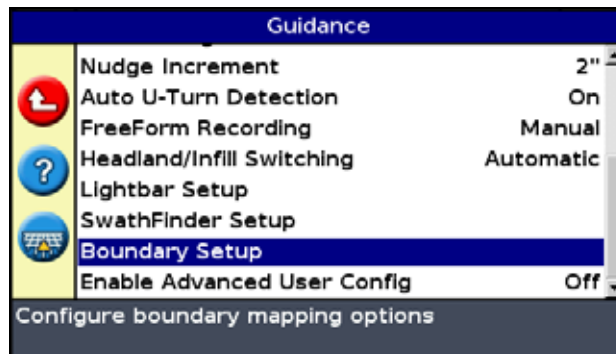 Guidance
Nudge Increment 2"
Auto U-Turn Detection On
FreeForm Recording Manual
Headland/Infill Switching Automatic
Lightbar Setup
SwathFinder Setup
Boundary Setup
Enable Advanced User Config Off
Configure boundary mapping options